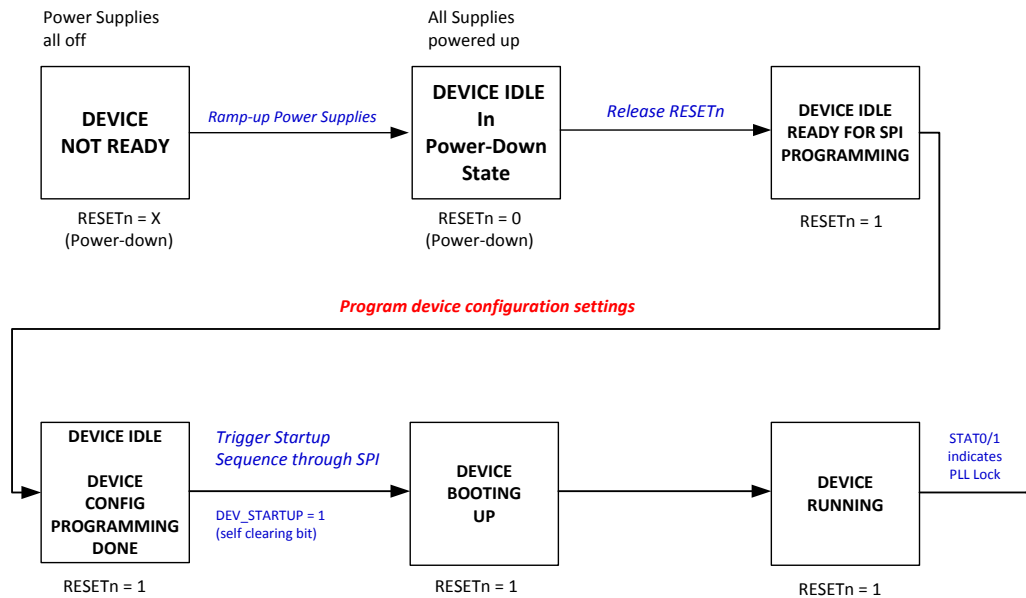 Power Supplies
all off
All Supplies
powered up
DEVICE
NOT READY
Ramp-up Power Supplies
DEVICE IDLE
In
Power-Down
State
Release RESETn
DEVICE IDLE
READY FOR SPI
PROGRAMMING
RESETn = X
(Power-down)
RESETn = 0
(Power-down)
RESETn = 1
Program device configuration settings
DEVICE IDLE
DEVICE
CONFIG
PROGRAMMING
DONE
Trigger Startup
Sequence through SPI
DEV_STARTUP = 1
(self clearing bit)
DEVICE
BOOTING
UP
DEVICE
RUNNING
STAT0/1
indicates
PLL Lock
RESETn = 1
RESETn = 1
RESETn = 1